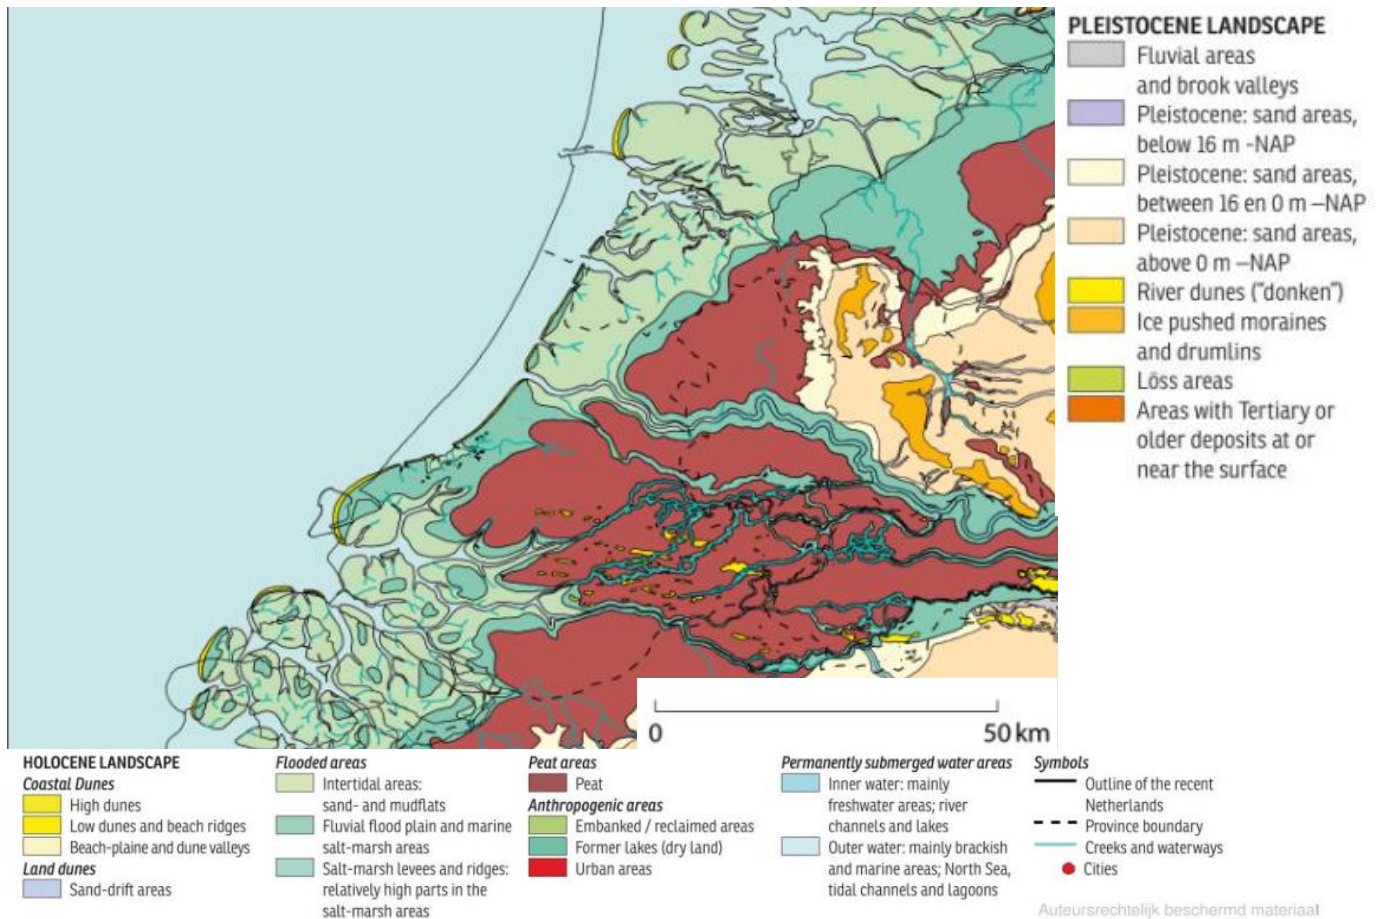 PLEISTOCENE LANDSCAPE
Fluvial areas
and brook valleys
Pleistocene: sand areas,
below 16 m -NAP
Pleistocene: sand areas,
between 16 en 0 m –NAP
Pleistocene: sand areas,
above 0 m –NAP
River dunes ("donken")
Ice pushed moraines
and drumlins
Löss areas
Areas with Tertiary or
older deposits at or
near the surface
0
50 km
HOLOCENE LANDSCAPE
Coastal Dunes
High dunes
Low dunes and beach ridges
Beach-plaine and dune valleys
Land dunes
Sand-drift areas
Flooded areas
Intertidal areas:
sand- and mudflats
Fluvial flood plain and marine
salt-marsh areas
Salt-marsh levees and ridges:
relatively high parts in the
salt-marsh areas
Peat areas
Peat
Anthropogenic areas
Embanked / reclaimed areas
Former lakes (dry land)
Urban areas
Permanently submerged water areas
Inner water: mainly
freshwater areas; river
channels and lakes
Outer water: mainly brackish
and marine areas; North Sea,
tidal channels and lagoons
Symbols
Outline of the recent
Netherlands
Province boundary
Creeks and waterways
Cities
Auteursrechtelijk beschermd materiaal